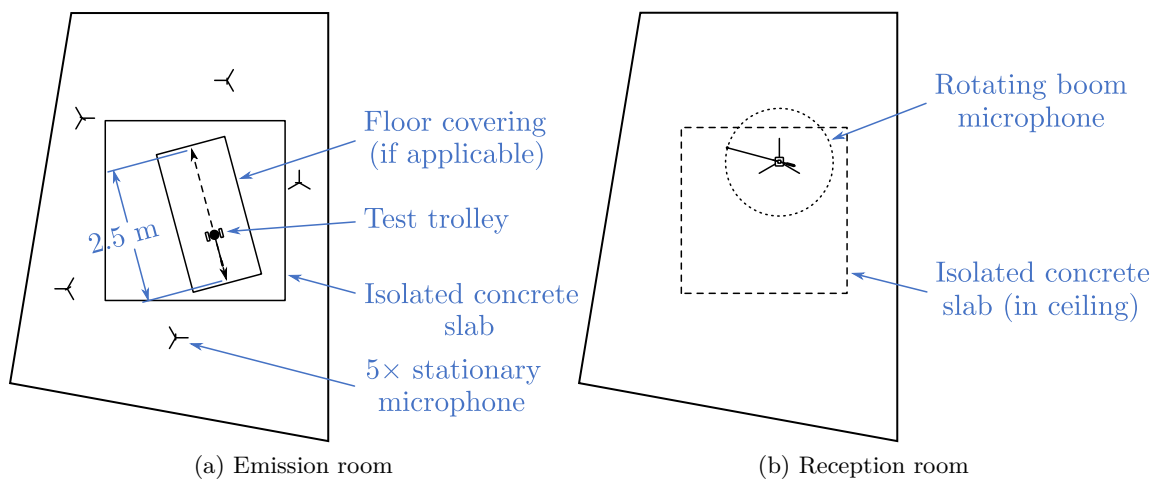 Floor covering
(if applicable)
Test trolley
2.5 m
Isolated concrete
slab
5× stationary
microphone
(a) Emission room
Rotating boom
microphone
Isolated concrete
slab (in ceiling)
(b) Reception room